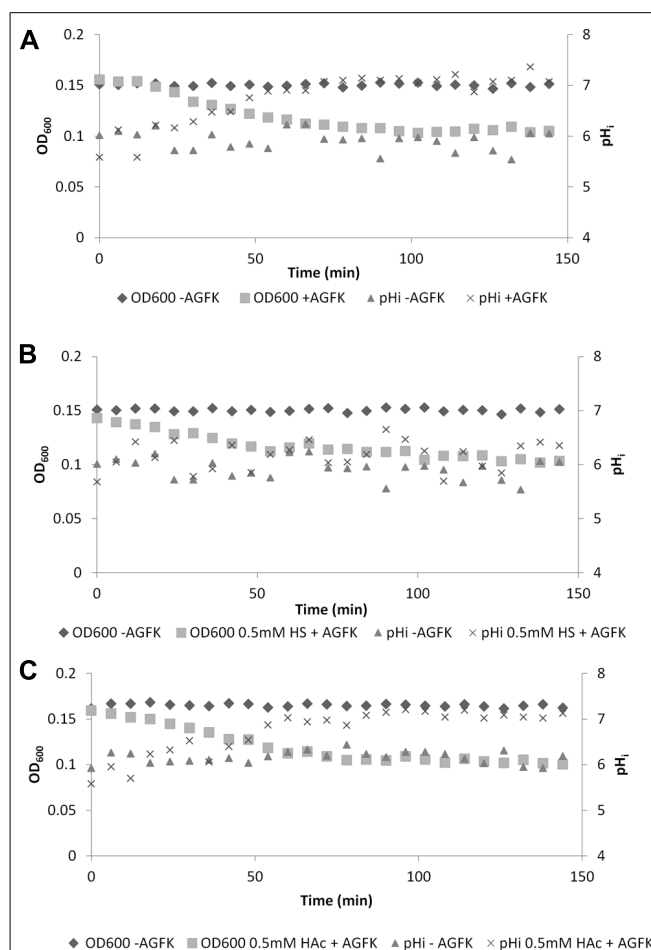 A
0.2
0.15
0.1
0.05
0
OD600
8
7
6
5
4
pHi
0 50 100 150
Time (min)
OD600 -AGFK OD600 +AGFK pHi -AGFK pHi +AGFK
B
0.2
0.15
0.1
0.05
0
OD600
8
7
6
5
4
pHi
0 50 100 150
Time (min)
OD600 -AGFK OD600 0.5mM HS + AGFK pHi -AGFK pHi 0.5mM HS + AGFK
C
0.2
0.15
0.1
0.05
0
OD600
8
7
6
5
4
pHi
0 50 100 150
Time (min)
OD600 -AGFK OD600 0.5mM HAc + AGFK pHi - AGFK pHi 0.5mM HAc + AGFK